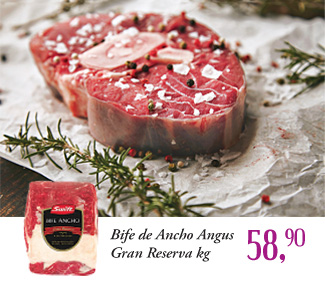 Swift
BIFE ANCHO
Bife de Ancho Angus
Gran Reserva kg
58,90